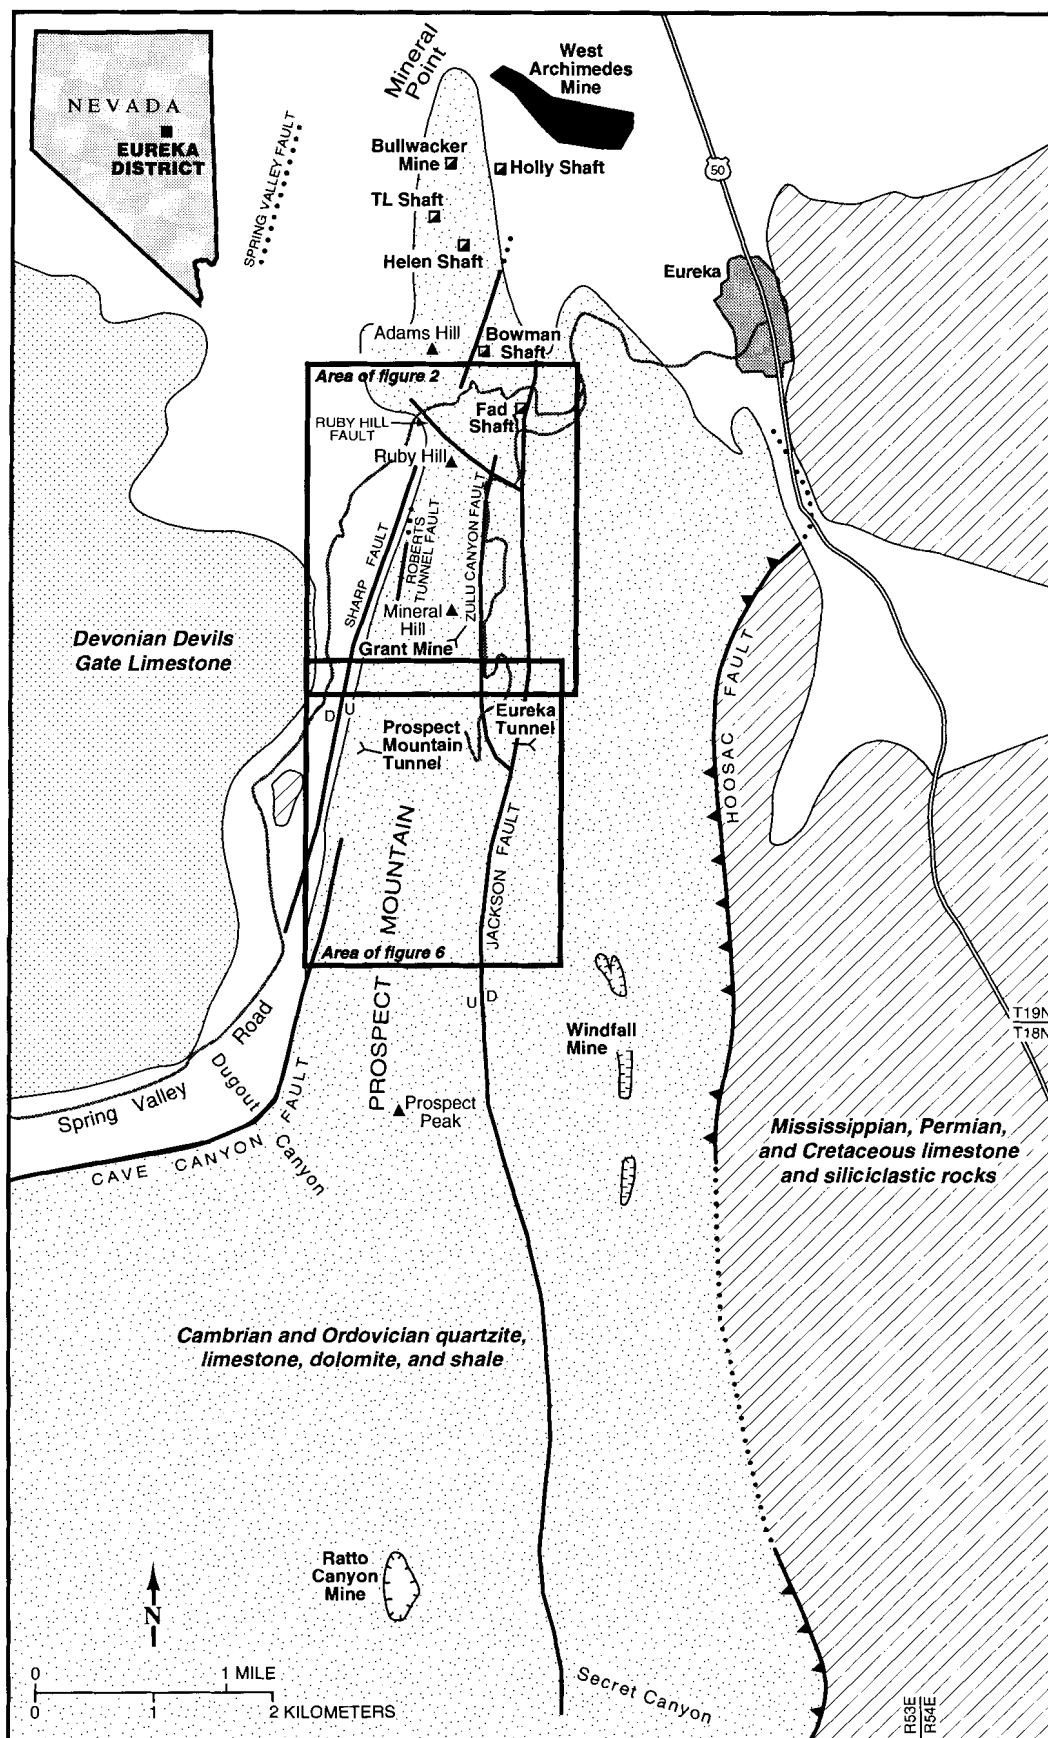 Mineral
Point
West
Archimedes
Mine
NEVADA
EUREKA
DISTRICT
SPRING VALLEY FAULT
Bullwacker
Mine
Holly Shaft
50
TL Shaft
Helen Shaft
Eureka
Adams Hill
Bowman
Shaft
Area of figure 2
RUBY HILL
FAULT
Fad
Shaft
Ruby Hill
SHARP FAULT
ROBERTS
TUNNEL FAULT
ZULU CANYON FAULT
Mineral
Hill
Grant Mine
Devonian Devils
Gate Limestone
HOOSAC FAULT
D U
Prospect
Mountain
Tunnel
Eureka
Tunnel
PROSPECT MOUNTAIN
JACKSON FAULT
Area of figure 6
U D
Windfall
Mine
T19N
T18N
Spring Valley Road
Dugout Canyon
CAVE CANYON FAULT
Prospect
Peak
Mississippian, Permian,
and Cretaceous limestone
and siliciclastic rocks
Cambrian and Ordovician quartzite,
limestone, dolomite, and shale
Ratto
Canyon
Mine
N
Secret Canyon
0 1 MILE
0 1 2 KILOMETERS
R53E
R54E